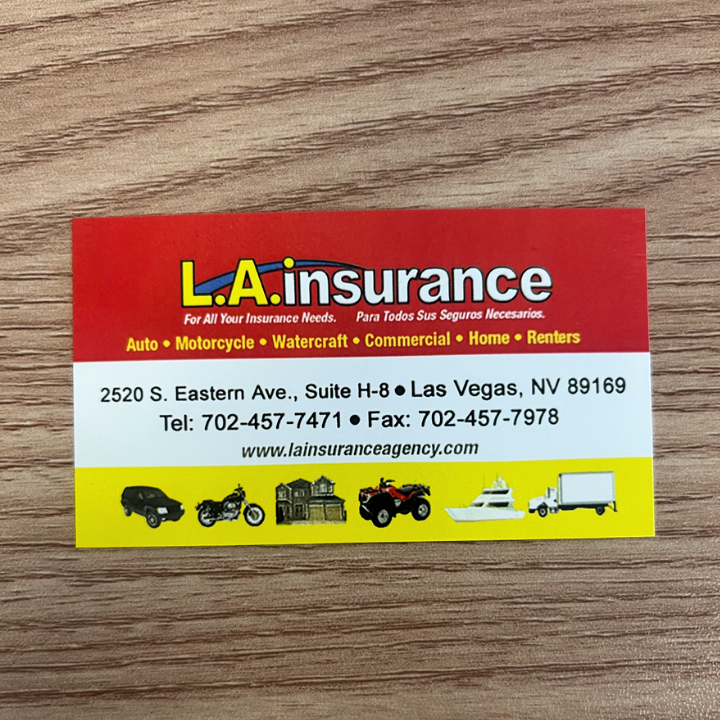 L.A.insurance
For All Your Insurance Needs. Para Todos Sus Seguros Necesarios.
Auto • Motorcycle • Watercraft • Commercial • Home • Renters
2520 S. Eastern Ave., Suite H-8 • Las Vegas, NV 89169
Tel: 702-457-7471 • Fax: 702-457-7978
www.lainsuranceagency.com